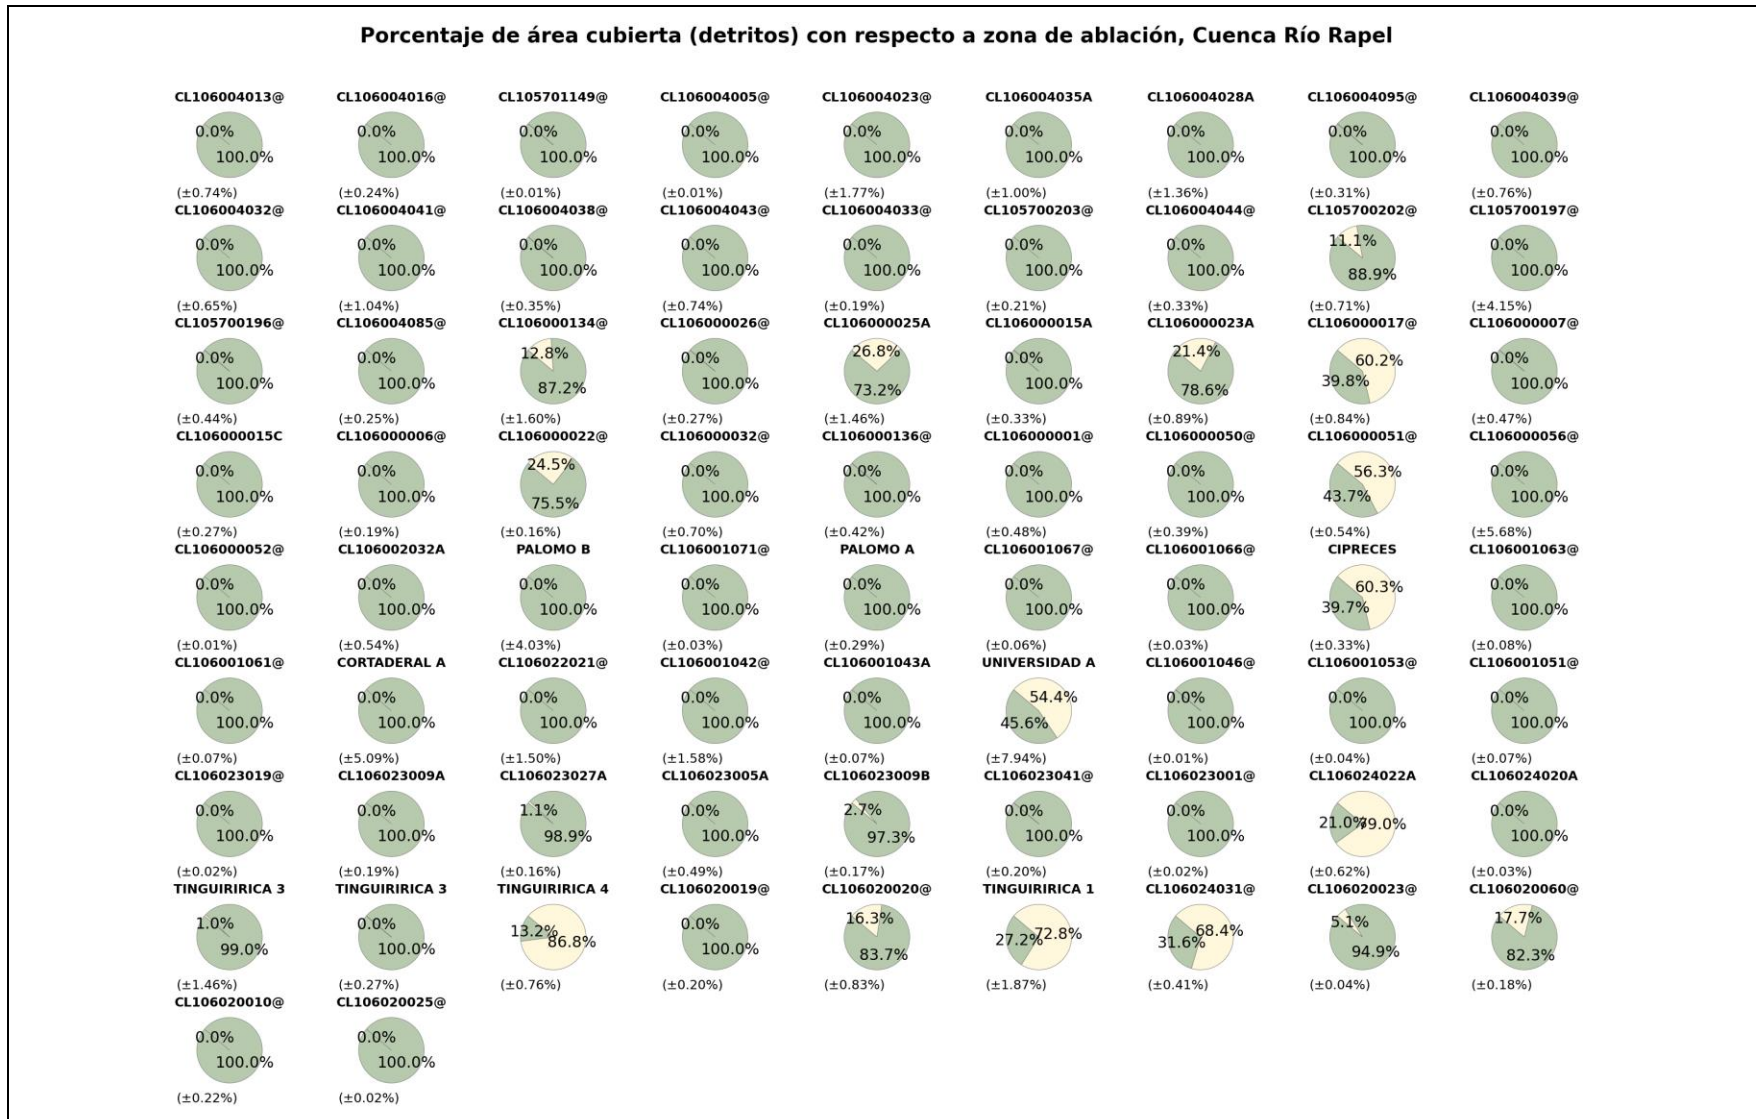 Porcentaje de área cubierta (detritos) con respecto a zona de ablación, Cuenca Río Rapel
CL106004013@ CL106004016@ CL105701149@ CL106004005@ CL106004023@ CL106004035A CL106004028A CL106004095@ CL106004039@
0.0% 0.0% 0.0% 0.0% 0.0% 0.0% 0.0% 0.0% 0.0%
100.0% 100.0% 100.0% 100.0% 100.0% 100.0% 100.0% 100.0% 100.0%
(±0.74%) (±0.24%) (±0.01%) (±0.01%) (±1.77%) (±1.00%) (±1.36%) (±0.31%) (±0.76%)
CL106004032@ CL106004041@ CL106004038@ CL106004043@ CL106004033@ CL105700203@ CL106004044@ CL105700202@ CL105700197@
0.0% 0.0% 0.0% 0.0% 0.0% 0.0% 0.0% 11.1% 0.0%
100.0% 100.0% 100.0% 100.0% 100.0% 100.0% 100.0% 88.9% 100.0%
(±0.65%) (±1.04%) (±0.35%) (±0.74%) (±0.19%) (±0.21%) (±0.33%) (±0.71%) (±4.15%)
CL105700196@ CL106004085@ CL106000134@ CL106000026@ CL106000025A CL106000015A CL106000023A CL106000017@ CL106000007@
0.0% 0.0% 12.8% 0.0% 26.8% 0.0% 21.4% 60.2% 0.0%
100.0% 100.0% 87.2% 100.0% 73.2% 100.0% 78.6% 39.8% 100.0%
(±0.44%) (±0.25%) (±1.60%) (±0.27%) (±1.46%) (±0.33%) (±0.89%) (±0.84%) (±0.47%)
CL106000015C CL106000006@ CL106000022@ CL106000032@ CL106000136@ CL106000001@ CL106000050@ CL106000051@ CL106000056@
0.0% 0.0% 24.5% 0.0% 0.0% 0.0% 0.0% 56.3% 0.0%
100.0% 100.0% 75.5% 100.0% 100.0% 100.0% 100.0% 43.7% 100.0%
(±0.27%) (±0.19%) (±0.16%) (±0.70%) (±0.42%) (±0.48%) (±0.39%) (±0.54%) (±5.68%)
CL106000052@ CL106002032A PALOMO B CL106001071@ PALOMO A CL106001067@ CL106001066@ CIPRECES CL106001063@
0.0% 0.0% 0.0% 0.0% 0.0% 0.0% 0.0% 60.3% 0.0%
100.0% 100.0% 100.0% 100.0% 100.0% 100.0% 100.0% 39.7% 100.0%
(±0.01%) (±0.54%) (±4.03%) (±0.03%) (±0.29%) (±0.06%) (±0.03%) (±0.33%) (±0.08%)
CL106001061@ CORTADERAL A CL106022021@ CL106001042@ CL106001043A UNIVERSIDAD A CL106001046@ CL106001053@ CL106001051@
0.0% 0.0% 0.0% 0.0% 0.0% 54.4% 0.0% 0.0% 0.0%
100.0% 100.0% 100.0% 100.0% 100.0% 45.6% 100.0% 100.0% 100.0%
(±0.07%) (±5.09%) (±1.50%) (±1.58%) (±0.07%) (±7.94%) (±0.01%) (±0.04%) (±0.07%)
CL106023019@ CL106023009A CL106023027A CL106023005A CL106023009B CL106023041@ CL106023001@ CL106024022A CL106024020A
0.0% 0.0% 1.1% 0.0% 2.7% 0.0% 0.0% 21.0% 79.0% 0.0%
100.0% 100.0% 98.9% 100.0% 97.3% 100.0% 100.0% 100.0%
(±0.02%) (±0.19%) (±0.16%) (±0.49%) (±0.17%) (±0.20%) (±0.02%) (±0.62%) (±0.03%)
TINGUIRIRICA 3 TINGUIRIRICA 3 TINGUIRIRICA 4 CL106020019@ CL106020020@ TINGUIRIRICA 1 CL106024031@ CL106020023@ CL106020060@
1.0% 0.0% 13.2% 0.0% 16.3% 72.8% 68.4% 5.1% 17.7%
99.0% 100.0% 86.8% 100.0% 83.7% 27.2% 31.6% 94.9% 82.3%
(±1.46%) (±0.27%) (±0.76%) (±0.20%) (±0.83%) (±1.87%) (±0.41%) (±0.04%) (±0.18%)
CL106020010@ CL106020025@
0.0% 0.0%
100.0% 100.0%
(±0.22%) (±0.02%)